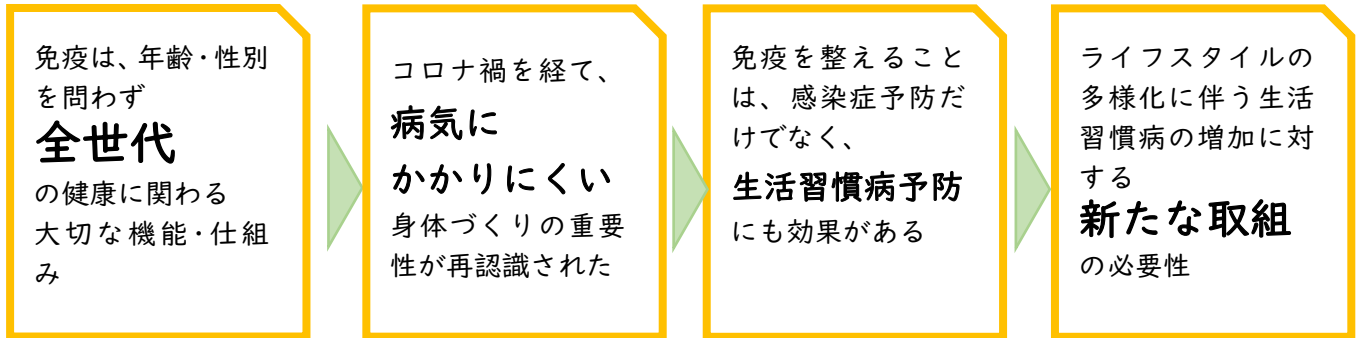 免疫は、年齢・性別
を問わず
全世代
の健康に関わる
大切な機能・仕組
み
コロナ禍を経て、
病気に
かかりにくい
身体づくりの重要
性が再認識された
免疫を整えること
は、感染症予防だ
けでなく、
生活習慣病予防
にも効果がある
ライフスタイルの
多様化に伴う生活
習慣病の増加に対
する
新たな取組
の必要性